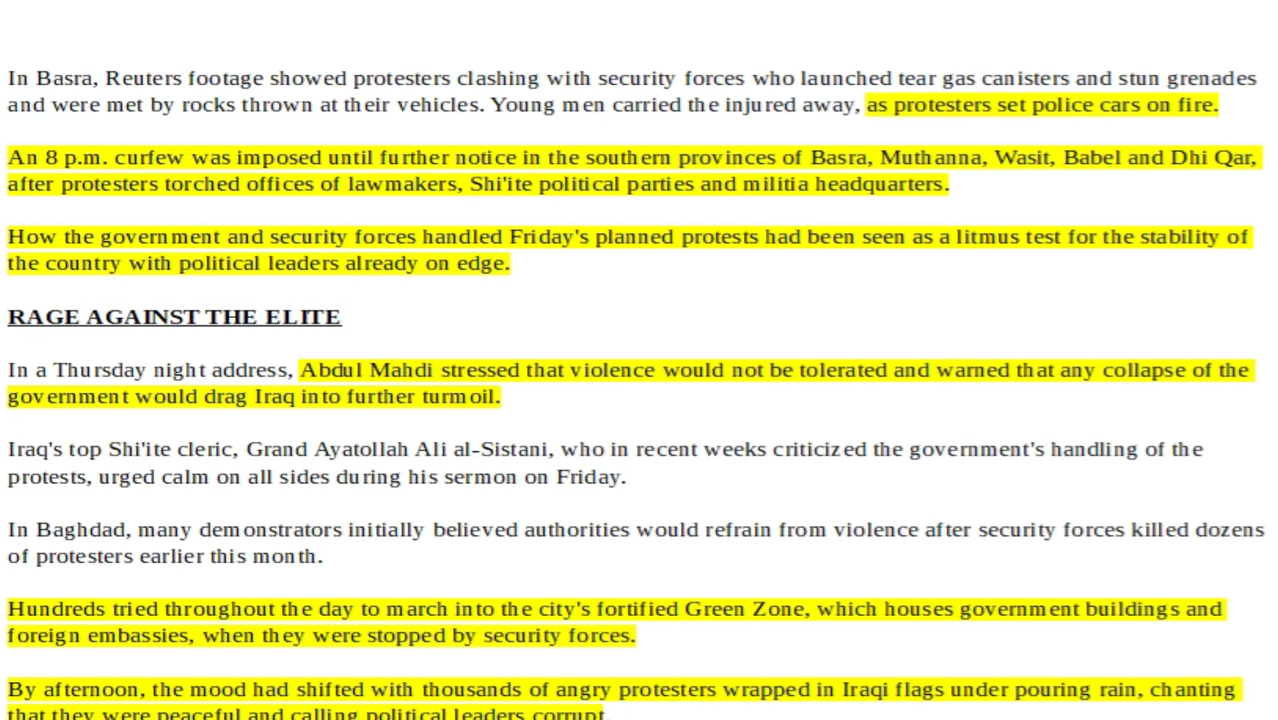 In Basra, Reuters footage showed protesters clashing with security forces who launched tear gas canisters and stun grenades
and were met by rocks thrown at their vehicles. Young men carried the injured away, as protesters set police cars on fire.
An 8 p.m. curfew was imposed until further notice in the southern provinces of Basra, Muthanna, Wasit, Babel and Dhi Qar,
after protesters torched offices of lawmakers, Shi'ite political parties and militia headquarters.
How the government and security forces handled Friday's planned protests had been seen as a litmus test for the stability of
the country with political leaders already on edge.
RAGE AGAINST THE ELITE
In a Thursday night address, Abdul Mahdi stressed that violence would not be tolerated and warned that any collapse of the
government would drag Iraq into further turmoil.
Iraq's top Shi'ite cleric, Grand Ayatollah Ali al-Sistani, who in recent weeks criticized the government's handling of the
protests, urged calm on all sides during his sermon on Friday.
In Baghdad, many demonstrators initially believed authorities would refrain from violence after security forces killed dozens
of protesters earlier this month.
Hundreds tried throughout the day to march into the city's fortified Green Zone, which houses government buildings and
foreign embassies, when they were stopped by security forces.
By afternoon, the mood had shifted with thousands of angry protesters wrapped in Iraqi flags under pouring rain, chanting
that they were peaceful and calling political leaders corrupt.